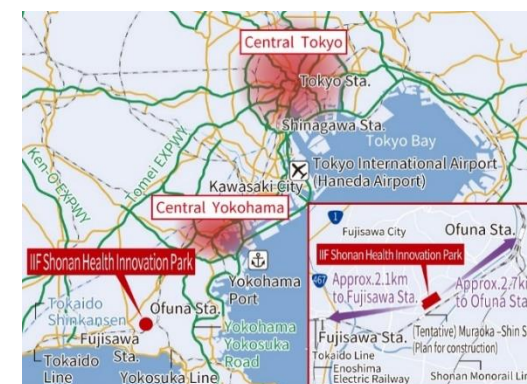 Central Tokyo
Tokyo Sta.
Shinagawa Sta.
Tokyo Bay
Tokyo International Airport
(Haneda Airport)
Kawasaki City
Ken-O EXPWY
Tomei EXPWY
Central Yokohama
IIF Shonan Health Innovation Park
Yokohama
Port
Tokaido
Shinkansen
Ofuna Sta.
Fujisawa
Sta.
Yokohama
Yokosuka
Road
Tokaido
Line
Yokosuka Line
1
Fujisawa City
Ofuna Sta.
IIF Shonan Health Innovation Park
467
Approx.2.1km
to Fujisawa Sta.
Approx.2.7k
to Ofuna Sta.
Fujisawa Sta.
(Tentative) Muraoka–Shin S
Plan for construction)
Tokaido Line
Enoshima
Electric Railway
Shonan Monorail Lin